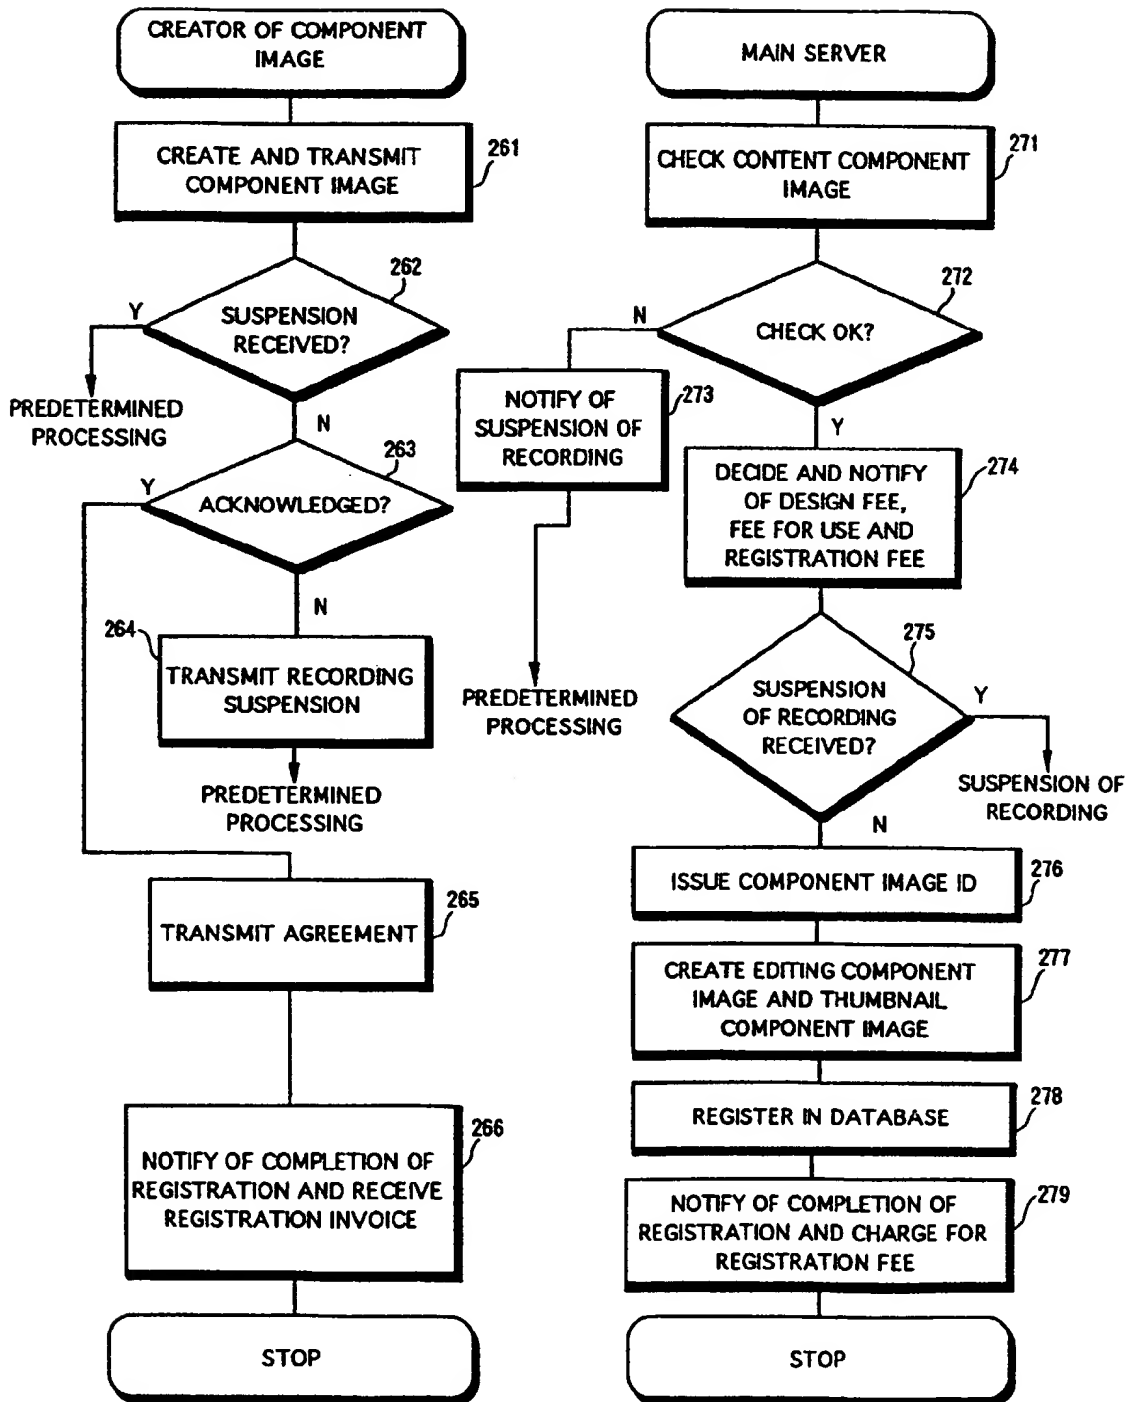 CREATOR OF COMPONENT
IMAGE
CREATE AND TRANSMIT
COMPONENT IMAGE
261
262
Y
SUSPENSION
RECEIVED?
PREDETERMINED
PROCESSING
N
263
Y
ACKNOWLEDGED?
N
264
TRANSMIT RECORDING
SUSPENSION
PREDETERMINED
PROCESSING
265
TRANSMIT AGREEMENT
266
NOTIFY OF COMPLETION OF
REGISTRATION AND RECEIVE
REGISTRATION INVOICE
STOP
MAIN SERVER
271
CHECK CONTENT COMPONENT
IMAGE
272
N
CHECK OK?
273
NOTIFY OF
SUSPENSION OF
RECORDING
PREDETERMINED
PROCESSING
Y
274
DECIDE AND NOTIFY
OF DESIGN FEE,
FEE FOR USE AND
REGISTRATION FEE
275
SUSPENSION
OF RECORDING
RECEIVED?
Y
SUSPENSION OF
RECORDING
N
ISSUE COMPONENT IMAGE ID
276
277
CREATE EDITING COMPONENT
IMAGE AND THUMBNAIL
COMPONENT IMAGE
278
REGISTER IN DATABASE
279
NOTIFY OF COMPLETION OF
REGISTRATION AND CHARGE FOR
REGISTRATION FEE
STOP